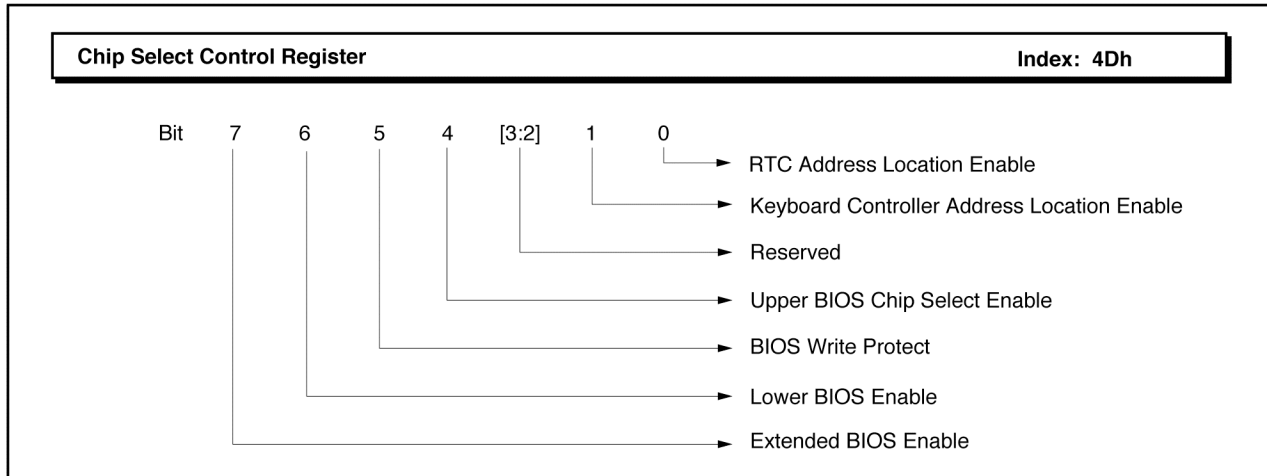 Chip Select Control Register Index: 4Dh
Bit 7 6 5 4 [3:2] 1 0
RTC Address Location Enable
Keyboard Controller Address Location Enable
Reserved
Upper BIOS Chip Select Enable
BIOS Write Protect
Lower BIOS Enable
Extended BIOS Enable